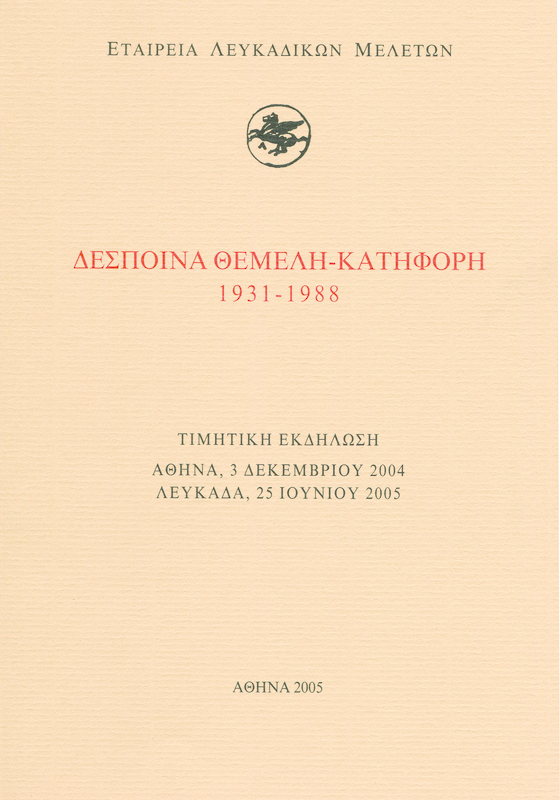 ΕΤΑΙΡΕΙΑ ΛΕΥΚΑΔΙΚΩΝ ΜΕΛΕΤΩΝ
ΔΕΣΠΟΙΝΑ ΘΕΜΕΛΗ-ΚΑΤΗΦΟΡΗ
1931-1988
ΤΙΜΗΤΙΚΗ ΕΚΔΗΛΩΣΗ
ΑΘΗΝΑ, 3 ΔΕΚΕΜΒΡΙΟΥ 2004
ΛΕΥΚΑΔΑ, 25 ΙΟΥΝΙΟΥ 2005
ΑΘΗΝΑ 2005